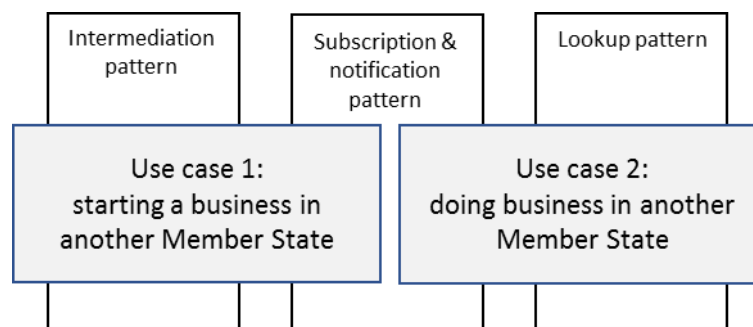 Intermediation
pattern
Subscription &
notification
pattern
Lookup pattern
Use case 1:
starting a business in
another Member State
Use case 2:
doing business in another
Member State